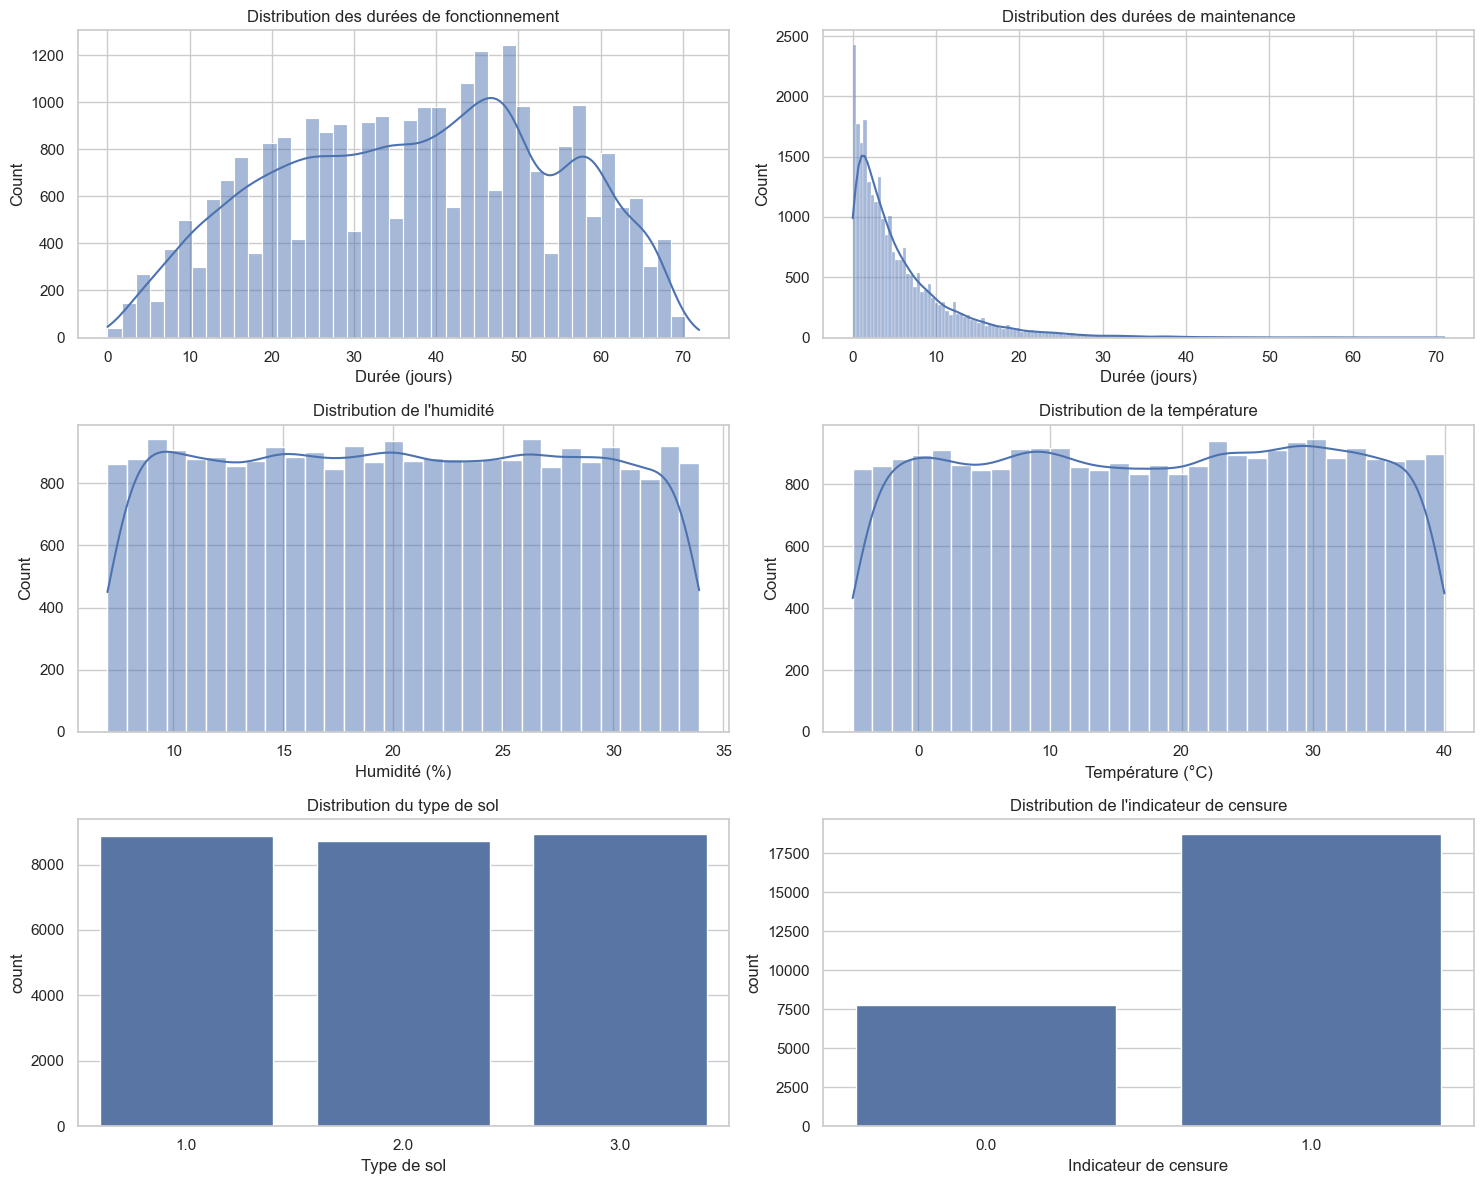 Distribution des durées de fonctionnement
1200
1000
800
600
400
200
0
Count
0 10 20 30 40 50 60 70
Durée (jours)
Distribution des durées de maintenance
2500
2000
1500
1000
500
0
Count
0 10 20 30 40 50 60 70
Durée (jours)
Distribution de l'humidité
800
600
400
200
0
Count
10 15 20 25 30 35
Humidité (%)
Distribution de la température
800
600
400
200
0
Count
0 10 20 30 40
Température (°C)
Distribution du type de sol
8000
6000
4000
2000
0
count
1.0 2.0 3.0
Type de sol
Distribution de l'indicateur de censure
17500
15000
12500
10000
7500
5000
2500
0
count
0.0 1.0
Indicateur de censure